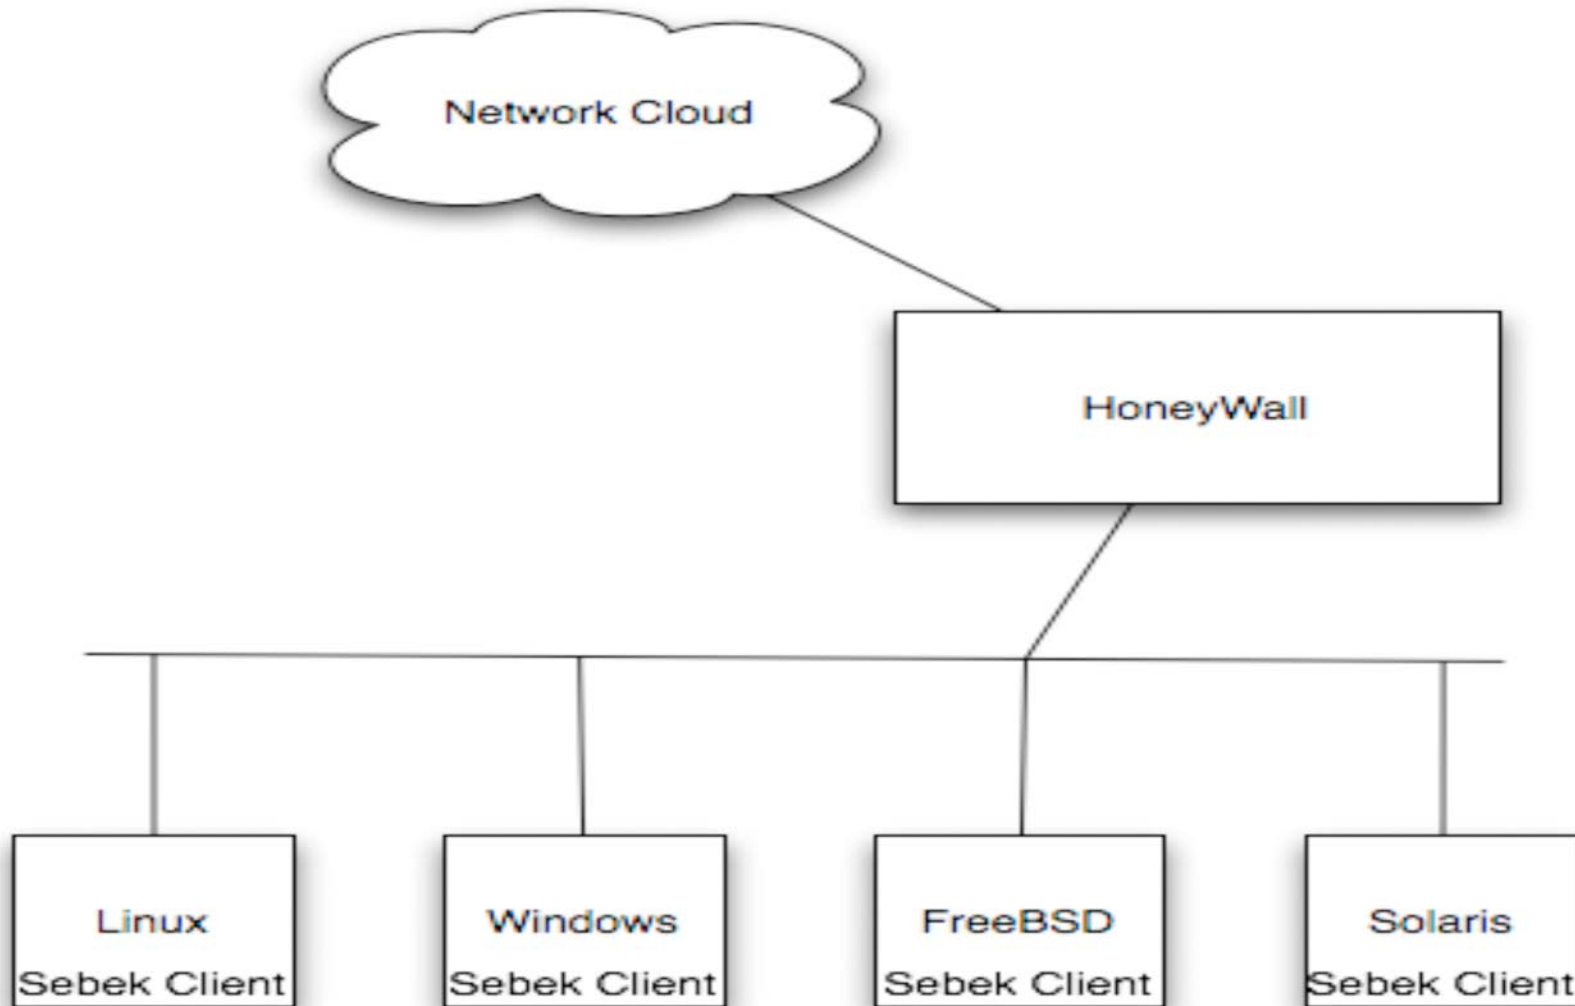 Network Cloud
HoneyWall
Linux
Sebek Client
Windows
Sebek Client
FreeBSD
Sebek Client
Solaris
Sebek Client